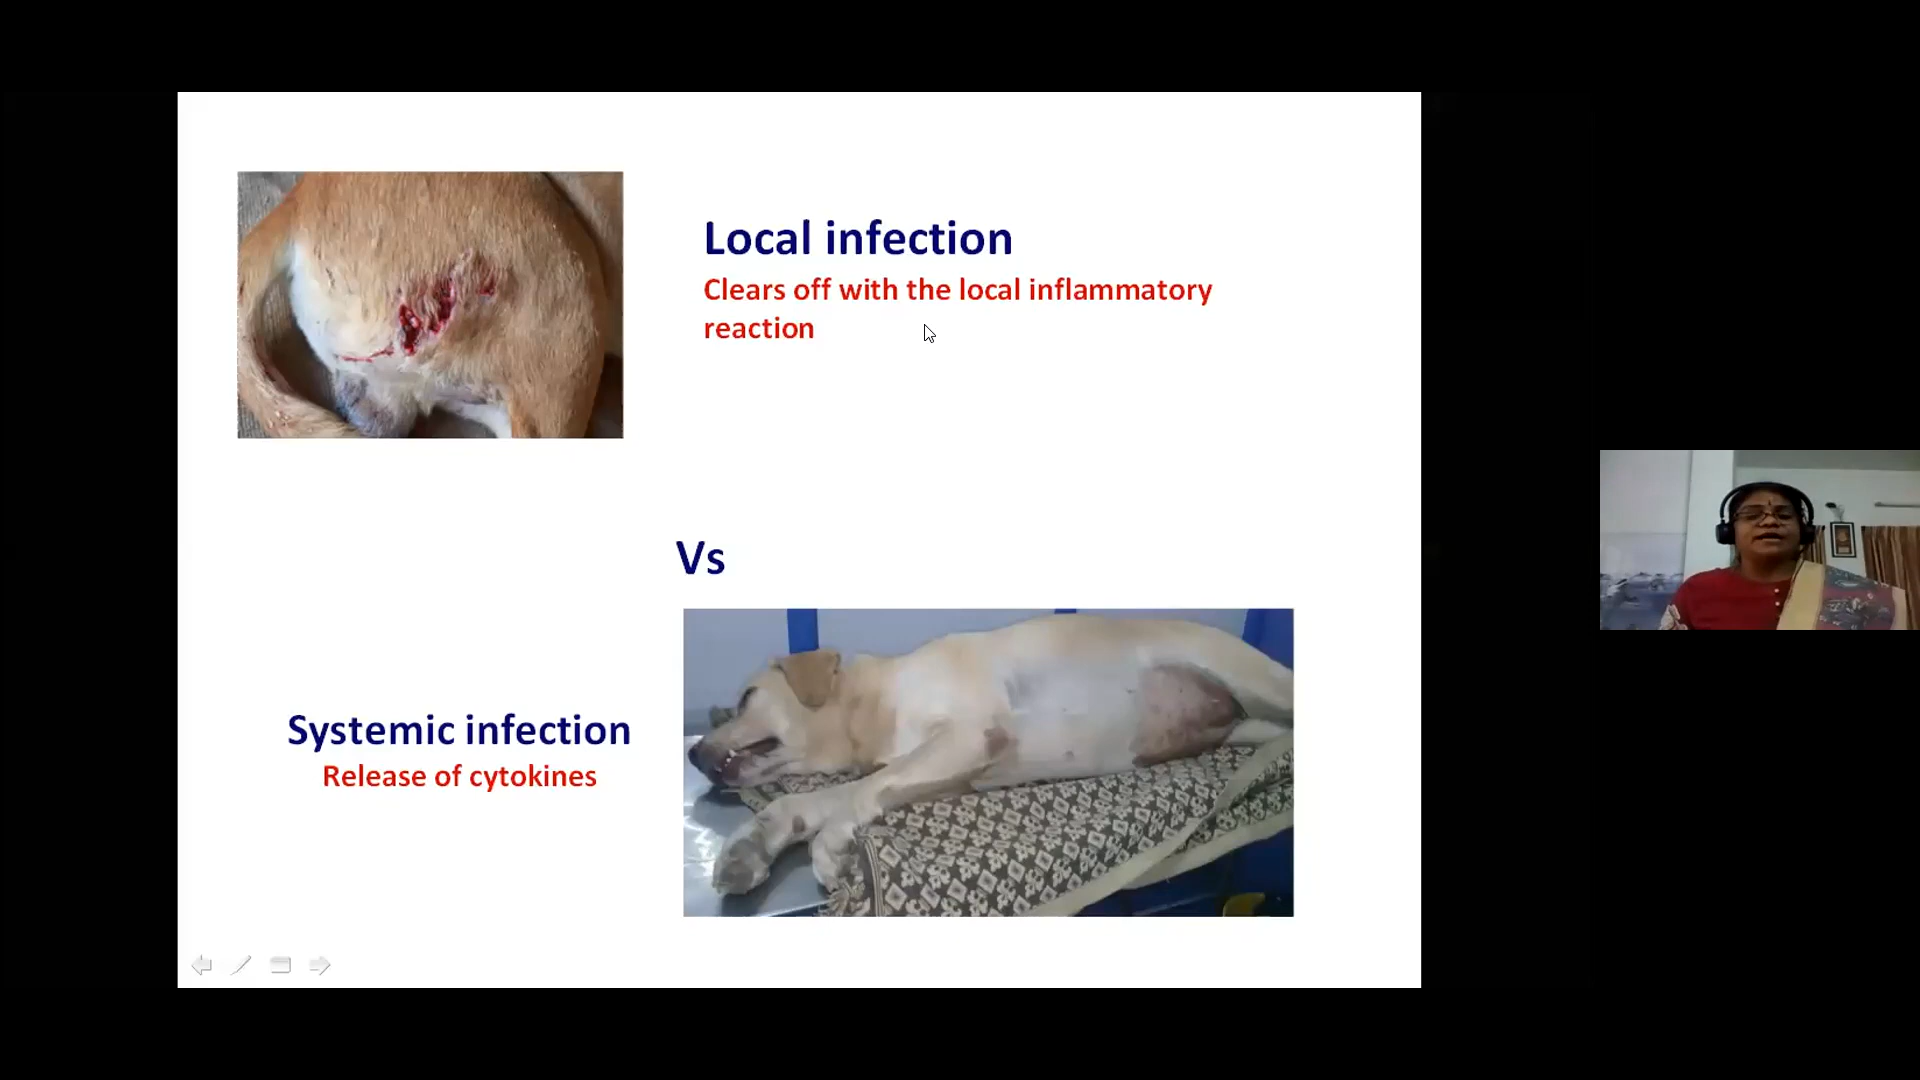 Local infection
Clears off with the local inflammatory
reaction
Vs
Systemic infection
Release of cytokines